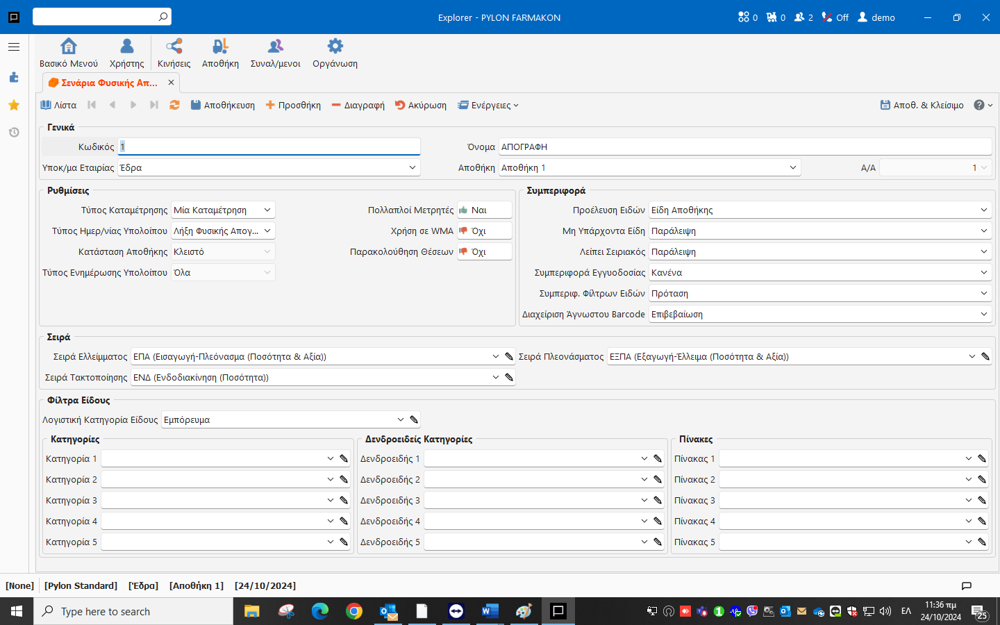 Explorer - PYLON FARMAKON
0 0 2 Off demo
Βασικό Μενού Χρήστης Κινήσεις Αποθήκη Συναλ/μενοι Οργάνωση
Σενάρια Φυσικής Απ...
Λίστα Αποθήκευση Προσθήκη Διαγραφή Ακύρωση Ενέργειες Αποθ. & Κλείσιμο
Γενικά
Κωδικός 1 Όνομα ΑΠΟΓΡΑΦΗ
Υποκ/μα Εταιρίας Έδρα Αποθήκη Αποθήκη 1 Α/Α 1
Ρυθμίσεις Συμπεριφορά
Τύπος Καταμέτρησης Μία Καταμέτρηση Πολλαπλοί Μετρητές Ναι Προέλευση Ειδών Είδη Αποθήκης
Τύπος Ημερ/νίας Υπολοίπου Λήξη Φυσικής Απογ... Χρήση σε WMA Όχι Μη Υπάρχοντα Είδη Παράλειψη
Κατάσταση Αποθήκης Κλειστό Παρακολούθηση Θέσεων Όχι Λείπει Σειριακός Παράλειψη
Τύπος Ενημέρωσης Υπολοίπου Όλα Συμπεριφορά Εγγυοδοσίας Κανένα
Συμπεριφ. Φίλτρων Ειδών Πρόταση
Διαχείριση Άγνωστου Barcode Επιβεβαίωση
Σειρά
Σειρά Ελλείμματος ΕΠΑ (Εισαγωγή-Πλεόνασμα (Ποσότητα & Αξία)) Σειρά Πλεονάσματος ΕΞΠΑ (Εξαγωγή-Έλλειμα (Ποσότητα & Αξία))
Σειρά Τακτοποίησης ΕΝΔ (Ενδοδιακίνηση (Ποσότητα))
Φίλτρα Είδους
Λογιστική Κατηγορία Είδους Εμπόρευμα
Κατηγορίες Δενδροειδείς Κατηγορίες Πίνακες
Κατηγορία 1 Δενδροειδής 1 Πίνακας 1
Κατηγορία 2 Δενδροειδής 2 Πίνακας 2
Κατηγορία 3 Δενδροειδής 3 Πίνακας 3
Κατηγορία 4 Δενδροειδής 4 Πίνακας 4
Κατηγορία 5 Δενδροειδής 5 Πίνακας 5
[None] [Pylon Standard] [Έδρα] [Αποθήκη 1] [24/10/2024]
Type here to search ΕΛ 11:36 πμ
24/10/2024 25